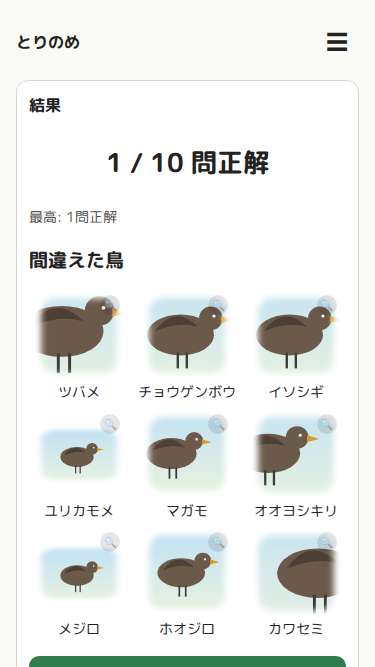 とりのめ
結果
1 / 10 問正解
最高: 1問正解
間違えた鳥
ツバメ
チョウゲンボウ
イソシギ
ユリカモメ
マガモ
オオヨシキリ
メジロ
ホオジロ
カワセミ